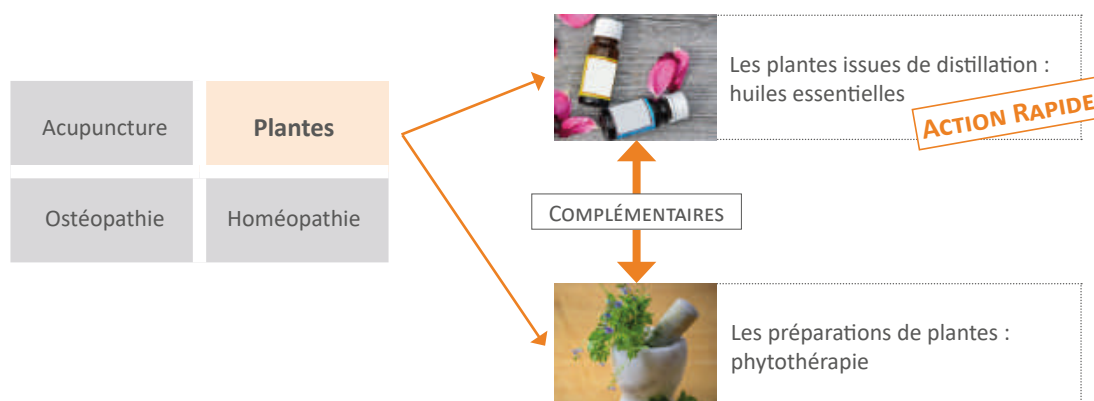 Acupuncture
Plantes
Ostéopathie
Homéopathie
Les plantes issues de distillation :
huiles essentielles
ACTION RAPIDE
COMPLÉMENTAIRES
Les préparations de plantes :
phytothérapie